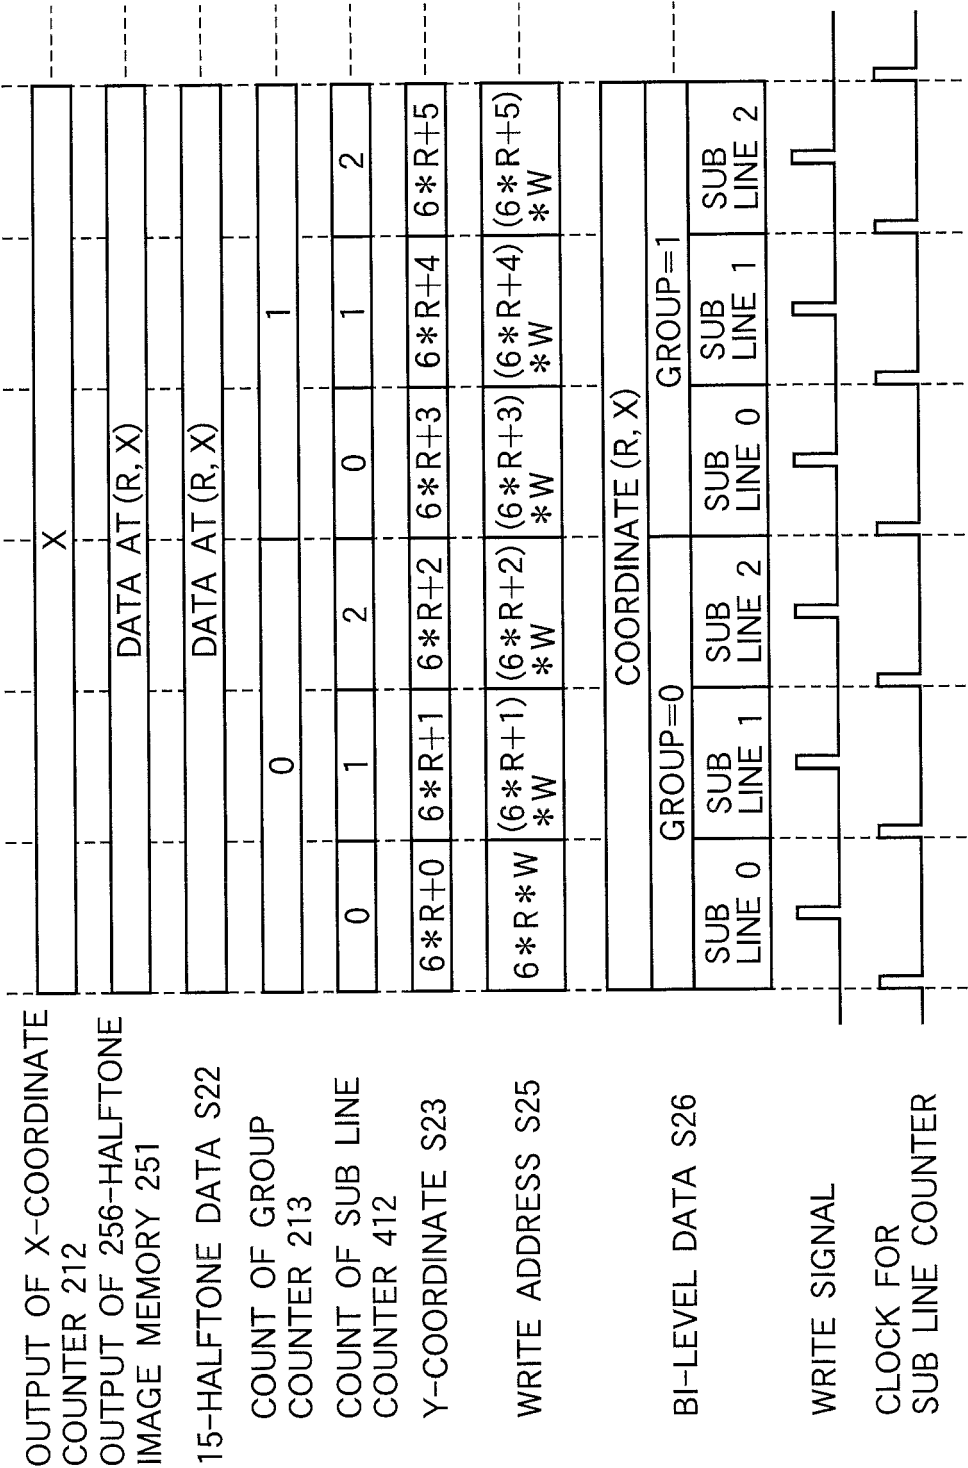 OUTPUT OF X-COORDINATE
COUNTER 212
X
OUTPUT OF 256-HALFTONE
IMAGE MEMORY 251
DATA AT (R, X)
15-HALFTONE DATA S22
DATA AT (R, X)
COUNT OF GROUP
COUNTER 213
0
1
COUNT OF SUB LINE
COUNTER 412
0
1
2
0
1
2
Y-COORDINATE S23
6*R+0
6*R+1
6*R+2
6*R+3
6*R+4
6*R+5
WRITE ADDRESS S25
6*R*W
(6*R+1)
*W
(6*R+2)
*W
(6*R+3)
*W
(6*R+4)
*W
(6*R+5)
*W
BI-LEVEL DATA S26
COORDINATE (R, X)
GROUP=0
GROUP=1
SUB
LINE 0
SUB
LINE 1
SUB
LINE 2
SUB
LINE 0
SUB
LINE 1
SUB
LINE 2
WRITE SIGNAL
CLOCK FOR
SUB LINE COUNTER